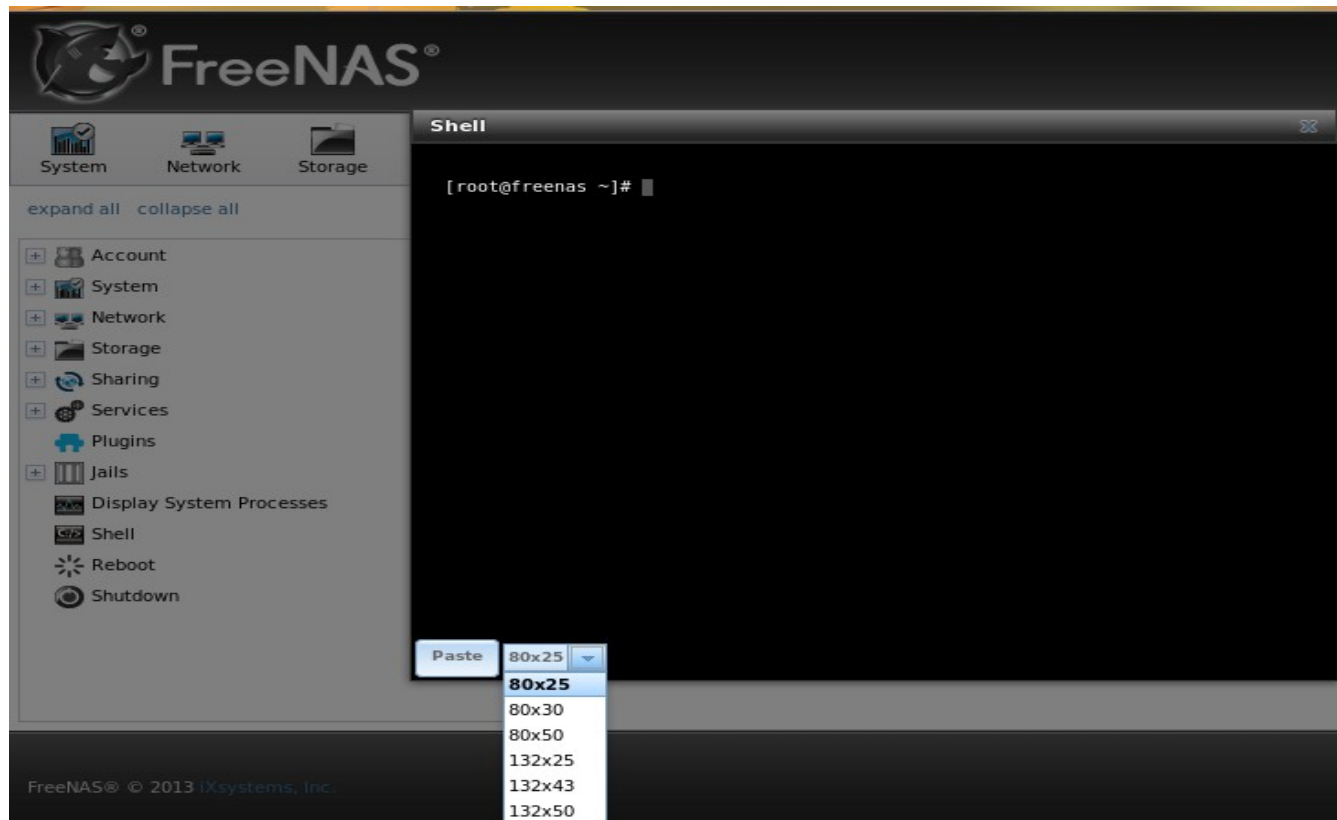 FreeNAS®
System Network Storage
expand all collapse all
Account
System
Network
Storage
Sharing
Services
Plugins
Jails
Display System Processes
Shell
Reboot
Shutdown
Shell
[root@freenas ~]#
Paste 80x25
80x25
80x30
80x50
132x25
132x43
132x50
FreeNAS® © 2013 iXsystems, Inc.